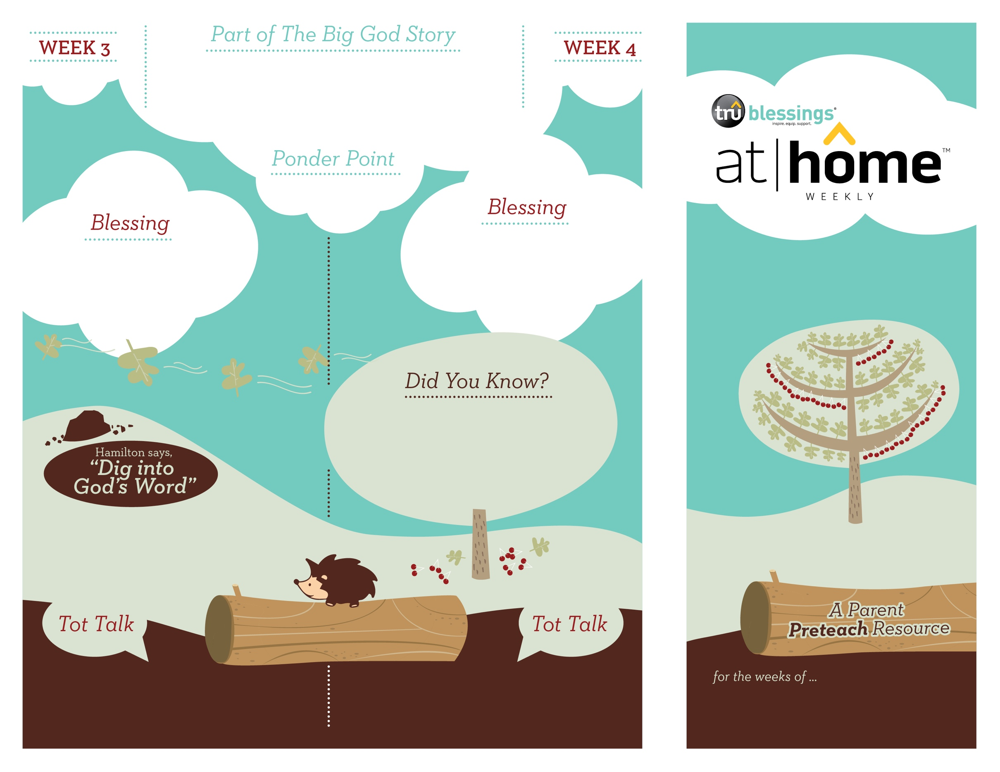 WEEK 3
Part of The Big God Story
WEEK 4
Ponder Point
Blessing
Blessing
Did You Know?
Hamilton says,
“Dig into
God’s Word”
Tot Talk
Tot Talk
trû blessings®
inspire. equip. support.
at|hôme™
WEEKLY
A Parent
Preteach Resource
for the weeks of ...